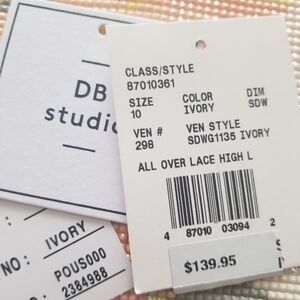 DB
studio
CLASS/STYLE
87010361
SIZE COLOR DIM
10 IVORY SDW
VEN # VEN STYLE
298 SDWG1135 IVORY
ALL OVER LACE HIGH L
4 87010 03094 2
$139.95
NO: IVORY
: POUS000
: 2384988